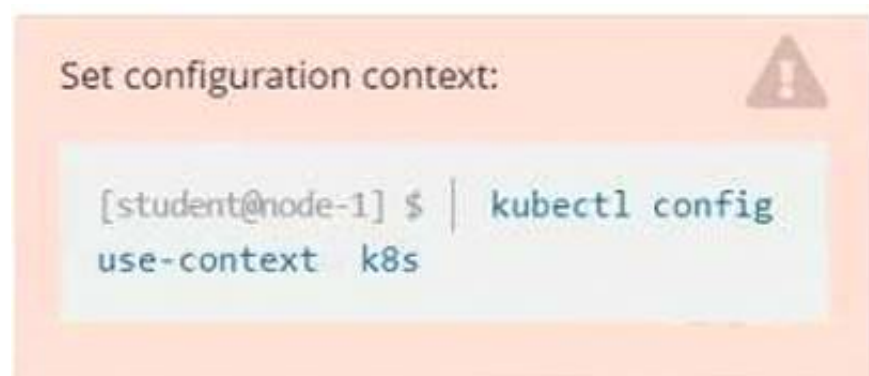 Set configuration context:
[student@node-1] $ | kubectl config
use-context k8s